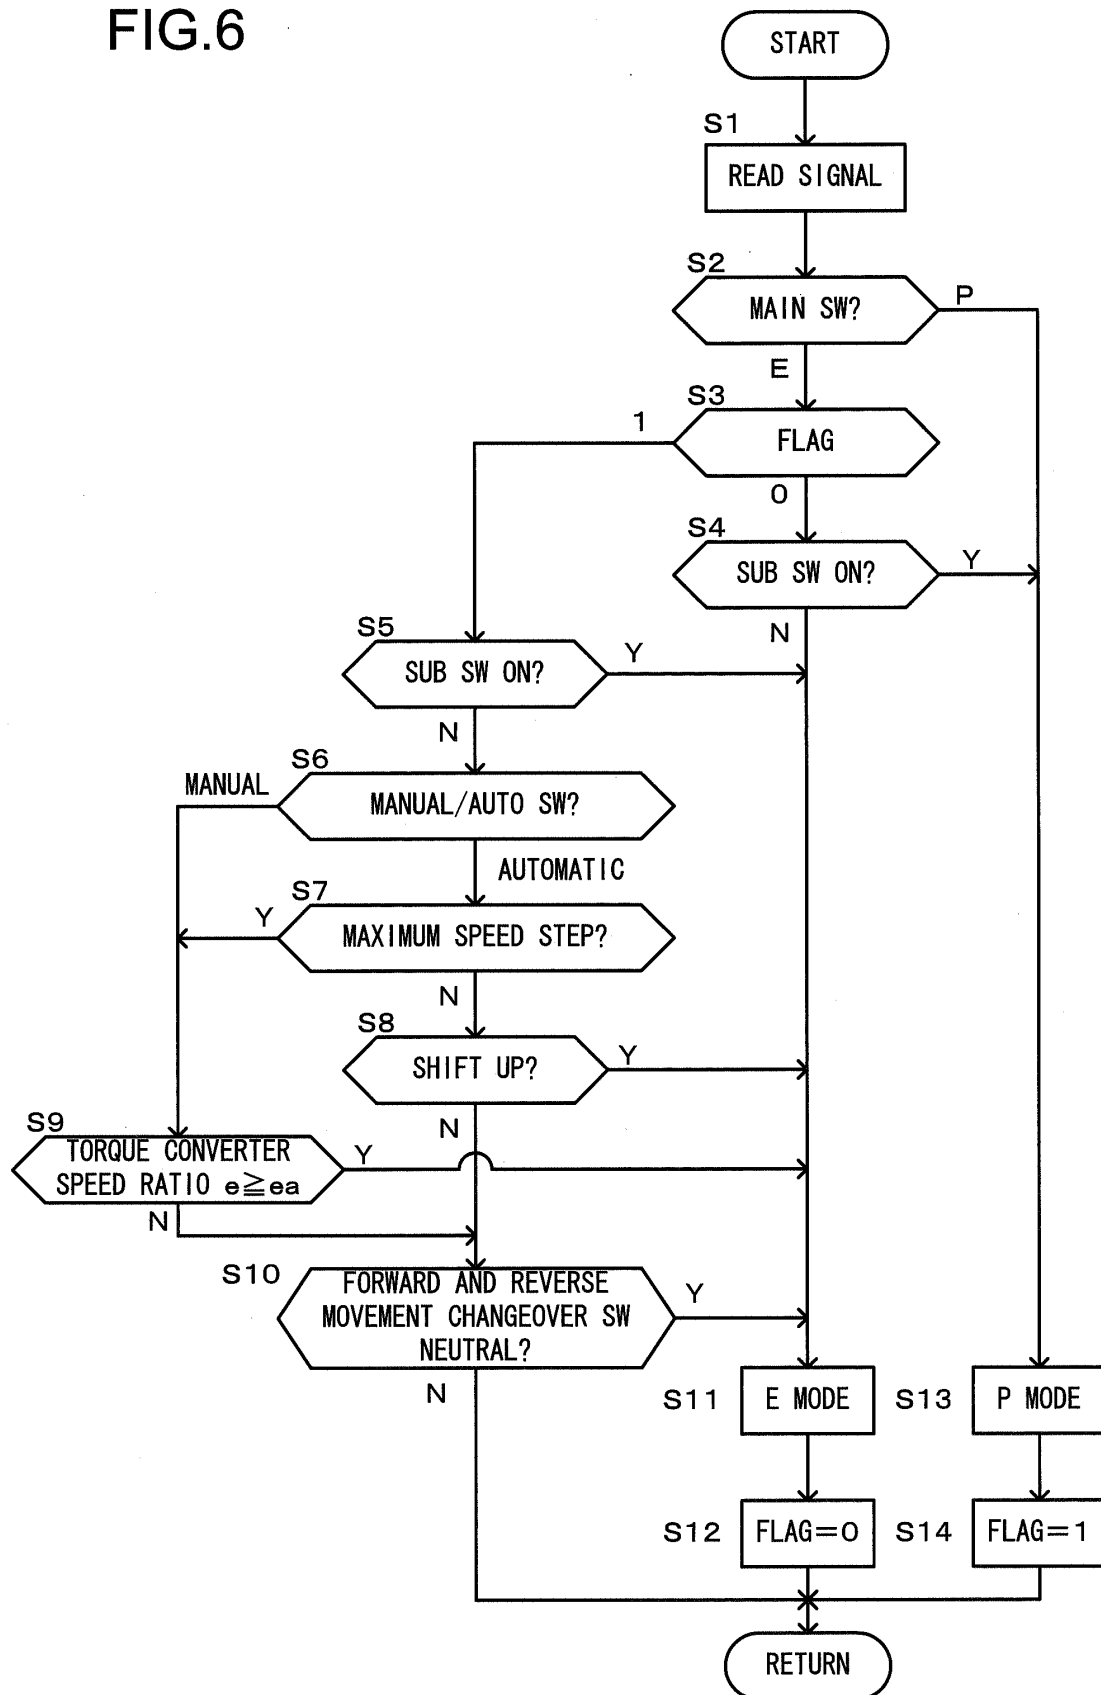 FIG.6
START
S1
READ SIGNAL
S2
MAIN SW?
P
E
S3
1
FLAG
0
S4
SUB SW ON?
Y
N
S5
SUB SW ON?
Y
N
S6
MANUAL
MANUAL/AUTO SW?
AUTOMATIC
S7
Y
MAXIMUM SPEED STEP?
N
S8
SHIFT UP?
Y
N
S9
TORQUE CONVERTER
SPEED RATIO e≧ea
Y
N
S10
FORWARD AND REVERSE
MOVEMENT CHANGEOVER SW
NEUTRAL?
Y
N
S11
E MODE
S13
P MODE
S12
FLAG=0
S14
FLAG=1
RETURN